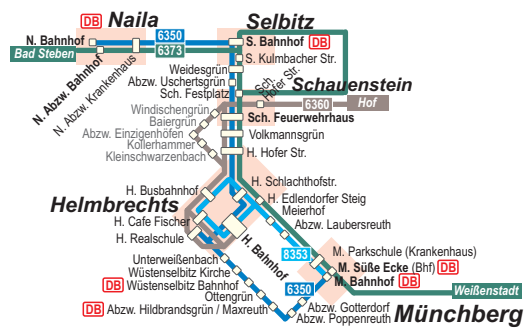 DB Naila
Selbitz
N. Bahnhof
6350
S. Bahnhof DB
Bad Steben
6373
S. Kulmbacher Str.
N. Abzw. Bahnhof
N. Abzw. Krankenhaus
Weidesgrün
Abzw. Uschertsgrün
Sch. Festplatz
Sch. Hofer Str.
Schauenstein
6360
Hof
Windischengrün
Baiergrün
Abzw. Einzigenhöfen
Kollerhammer
Kleinschwarzenbach
Sch. Feuerwehrhaus
Volkmannsgrün
H. Hofer Str.
H. Schlachthofstr.
H. Busbahnhof
H. Edlendorfer Steig
Meierhof
Abzw. Laubersreuth
Helmbrechts
H. Cafe Fischer
H. Realschule
H. Bahnhof
8353
M. Parkschule (Krankenhaus)
M. Süße Ecke (Bhf) DB
M. Bahnhof DB
Unterweißenbach
Wüstenselbitz Kirche
DB Wüstenselbitz Bahnhof
Ottengrün
DB Abzw. Hildbrandsgrün / Maxreuth
6350
Weißenstadt
Abzw. Gotterdorf
Abzw. Poppenreuth
Münchberg